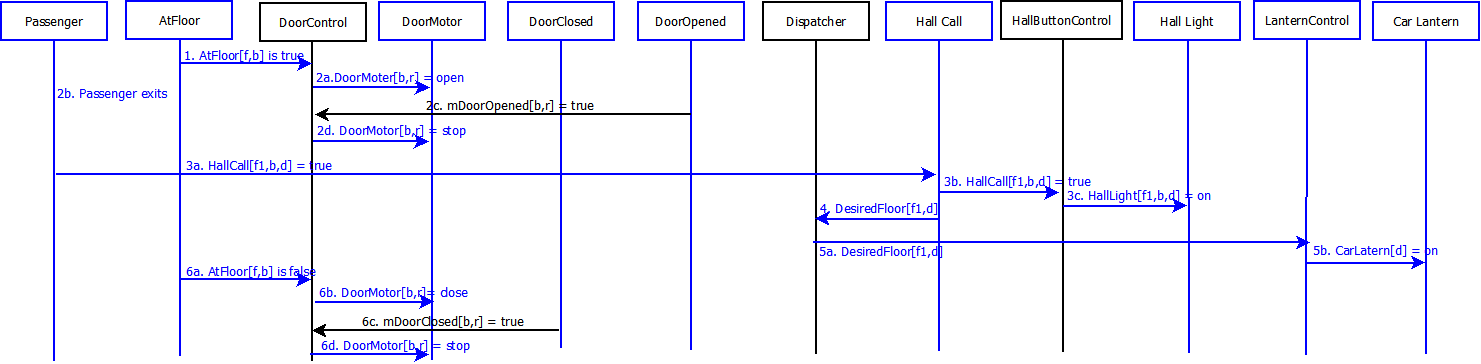 Passenger
AtFloor
DoorControl
DoorMotor
DoorClosed
DoorOpened
Dispatcher
Hall Call
HallButtonControl
Hall Light
LanternControl
Car Lantern
1. AtFloor[f,b] is true
2a.DoorMoter[b,r] = open
2b. Passenger exits
2c. mDoorOpened[b,r] = true
2d. DoorMotor[b,r] = stop
3a. HallCall[f1,b,d] = true
3b. HallCall[f1,b,d] = true
3c. HallLight[f1,b,d] = on
4. DesiredFloor[f1,d]
5a. DesiredFloor[f1,d]
5b. CarLatern[d] = on
6a. AtFloor[f,b] is false
6b. DoorMotor[b,r]= close
6c. mDoorClosed[b,r] = true
6d. DoorMotor[b,r] = stop